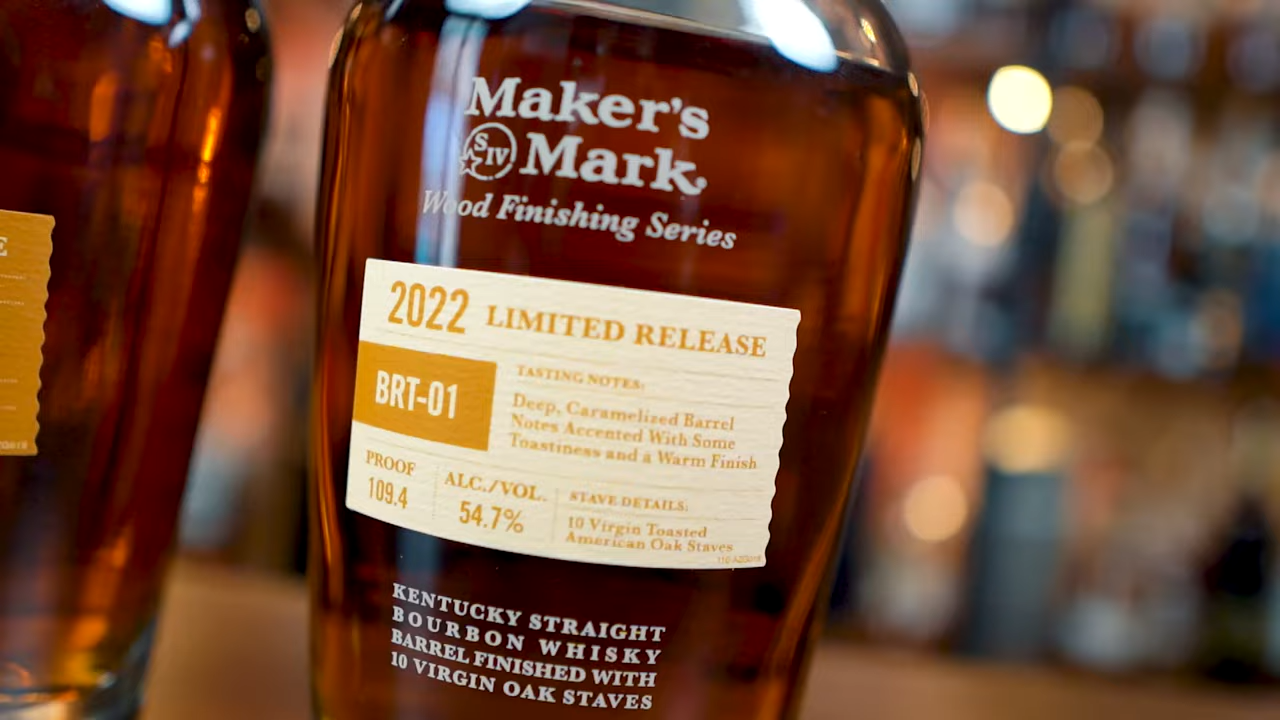 Maker's
SIV Mark
Wood Finishing Series
2022 LIMITED RELEASE
BRT-01
TASTING NOTES:
Deep, Caramelized Barrel
Notes Accented With Some
Toastiness and a Warm Finish
PROOF
109.4
ALC./VOL.
54.7%
STAVE DETAILS:
10 Virgin Toasted
American Oak Staves
KENTUCKY STRAIGHT
BOURBON WHISKY
BARREL FINISHED WITH
10 VIRGIN OAK STAVES
E